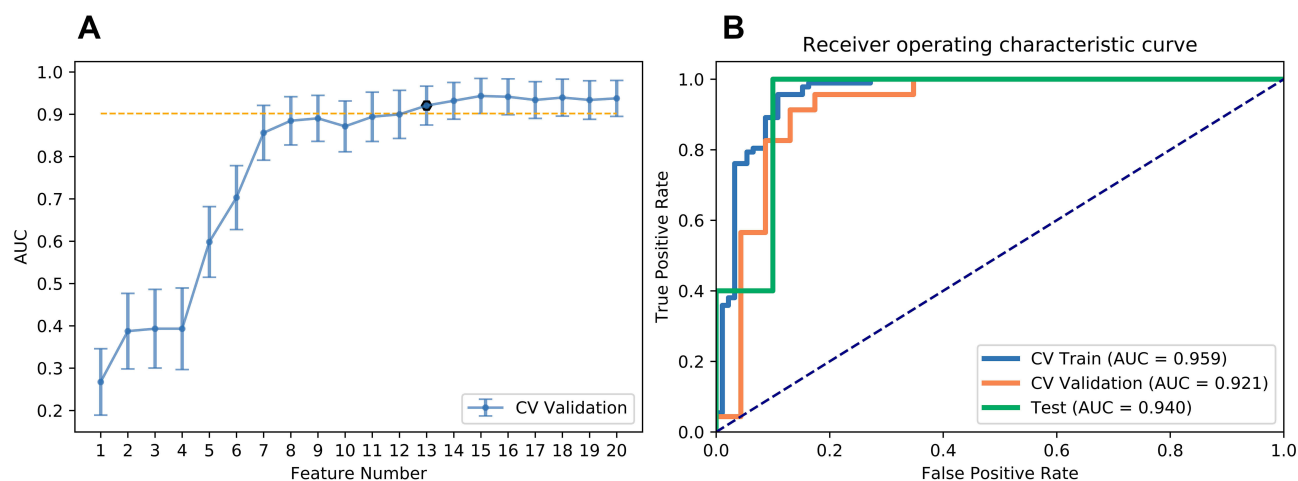 A
1.0
0.9
0.8
0.7
0.6
0.5
0.4
0.3
0.2
AUC
1 2 3 4 5 6 7 8 9 10 11 12 13 14 15 16 17 18 19 20
Feature Number
CV Validation
B
Receiver operating characteristic curve
1.0
0.8
0.6
0.4
0.2
0.0
True Positive Rate
0.0 0.2 0.4 0.6 0.8 1.0
False Positive Rate
CV Train (AUC = 0.959)
CV Validation (AUC = 0.921)
Test (AUC = 0.940)